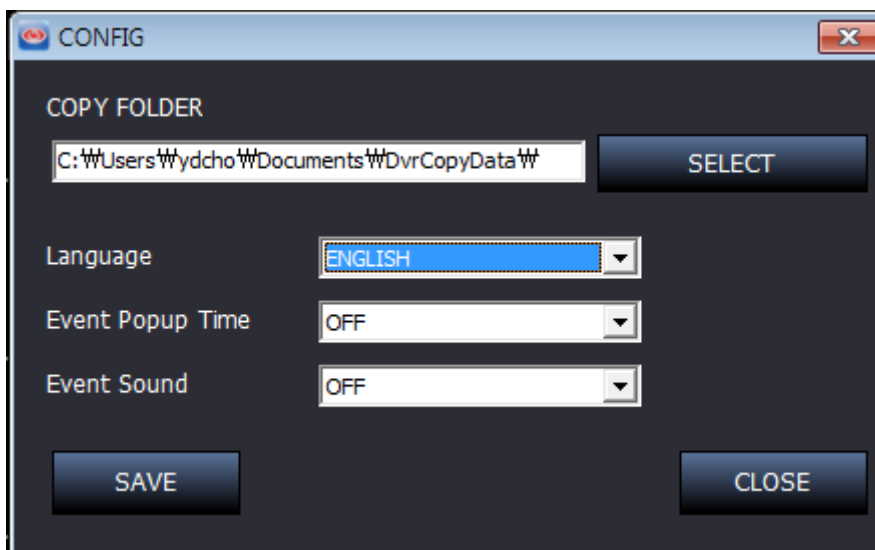 CONFIG
COPY FOLDER
C:₩Users₩ydcho₩Documents₩DvrCopyData₩ SELECT
Language ENGLISH
Event Popup Time OFF
Event Sound OFF
SAVE CLOSE